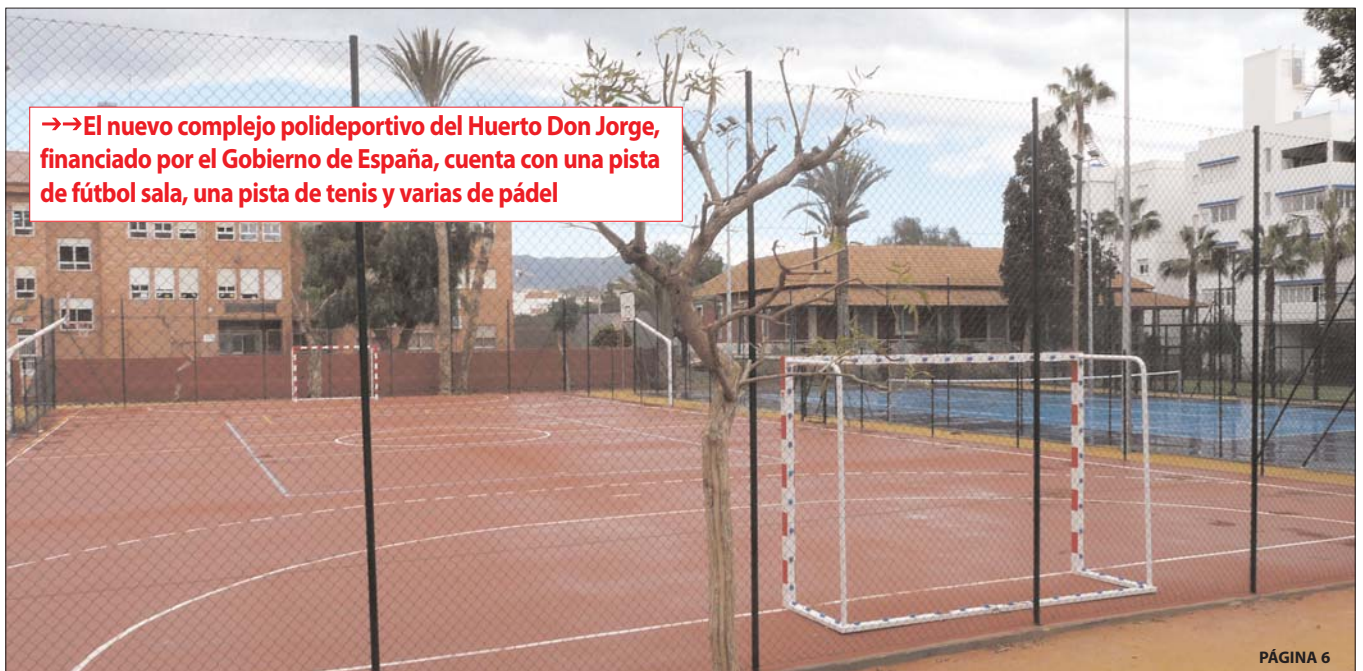 →→El nuevo complejo polideportivo del Huerto Don Jorge,
financiado por el Gobierno de España, cuenta con una pista
de fútbol sala, una pista de tenis y varias de pádel
PÁGINA 6